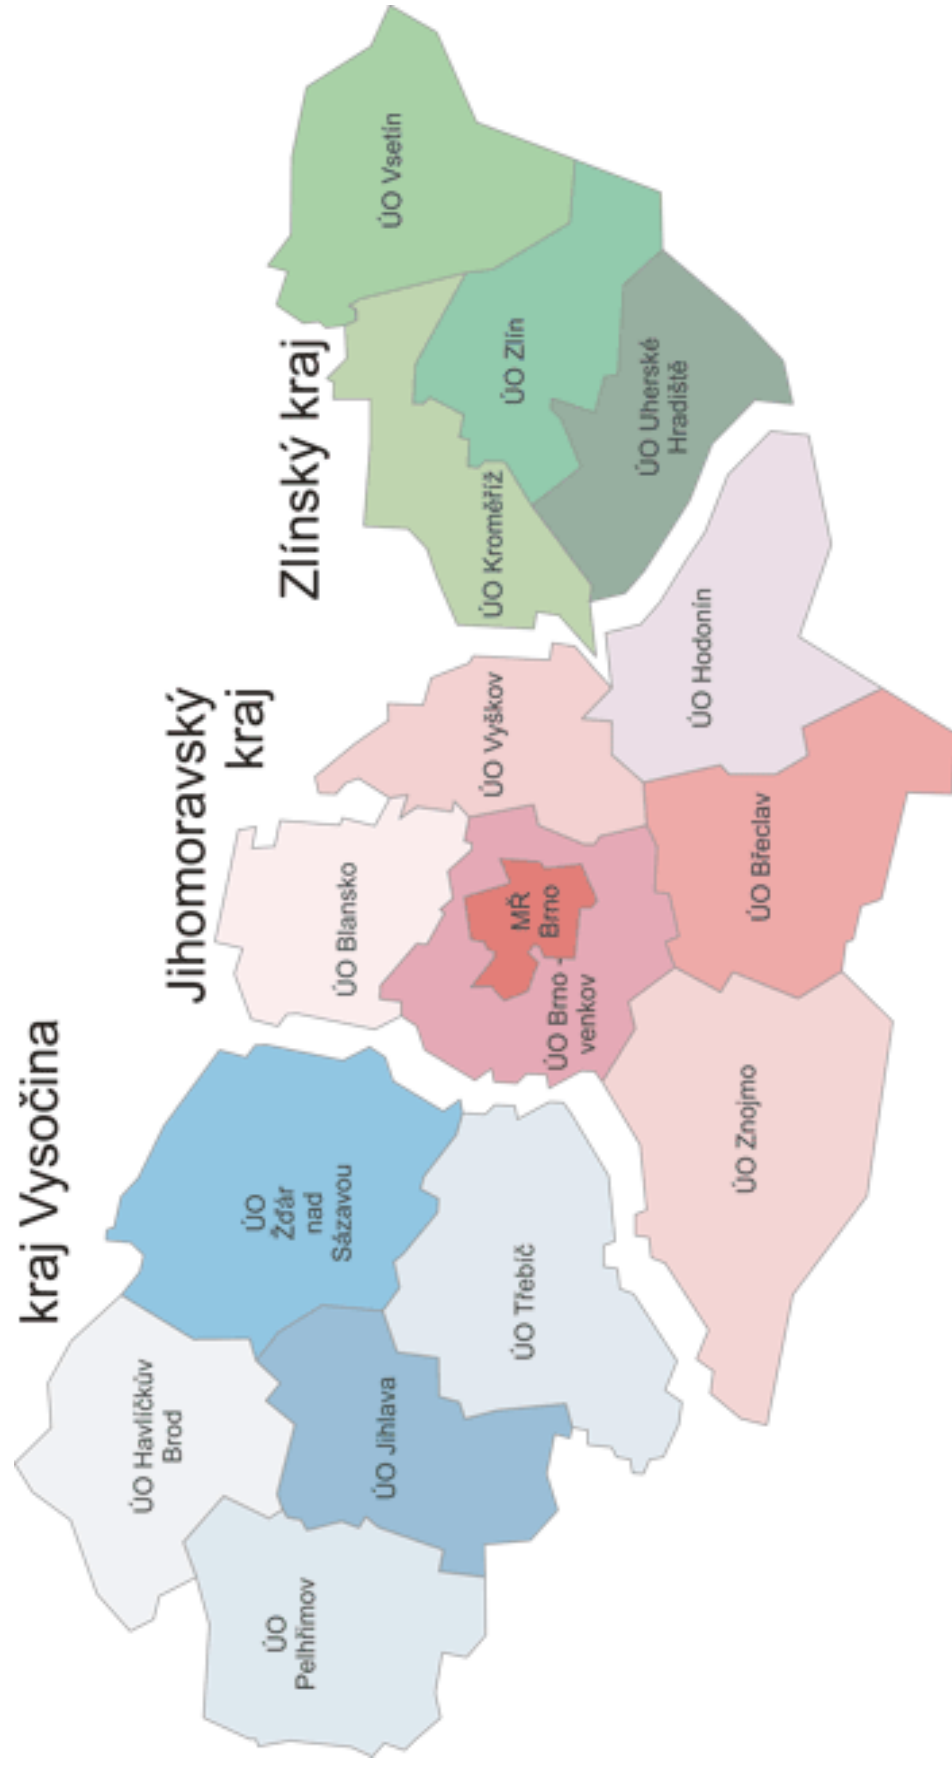 kraj Vysočina
ÚO Havlíčkův
Brod
ÚO
Pelhřimov
ÚO Jihlava
ÚO
Žďár
nad
Sázavou
ÚO Třebíč
Jihomoravský
kraj
ÚO Blansko
ÚO Vyškov
MŘ
Brno
ÚO Brno -
venkov
ÚO Znojmo
ÚO Břeclav
ÚO Hodonín
Zlínský kraj
ÚO Vsetín
ÚO Kroměříž
ÚO Zlín
ÚO Uherské
Hradiště